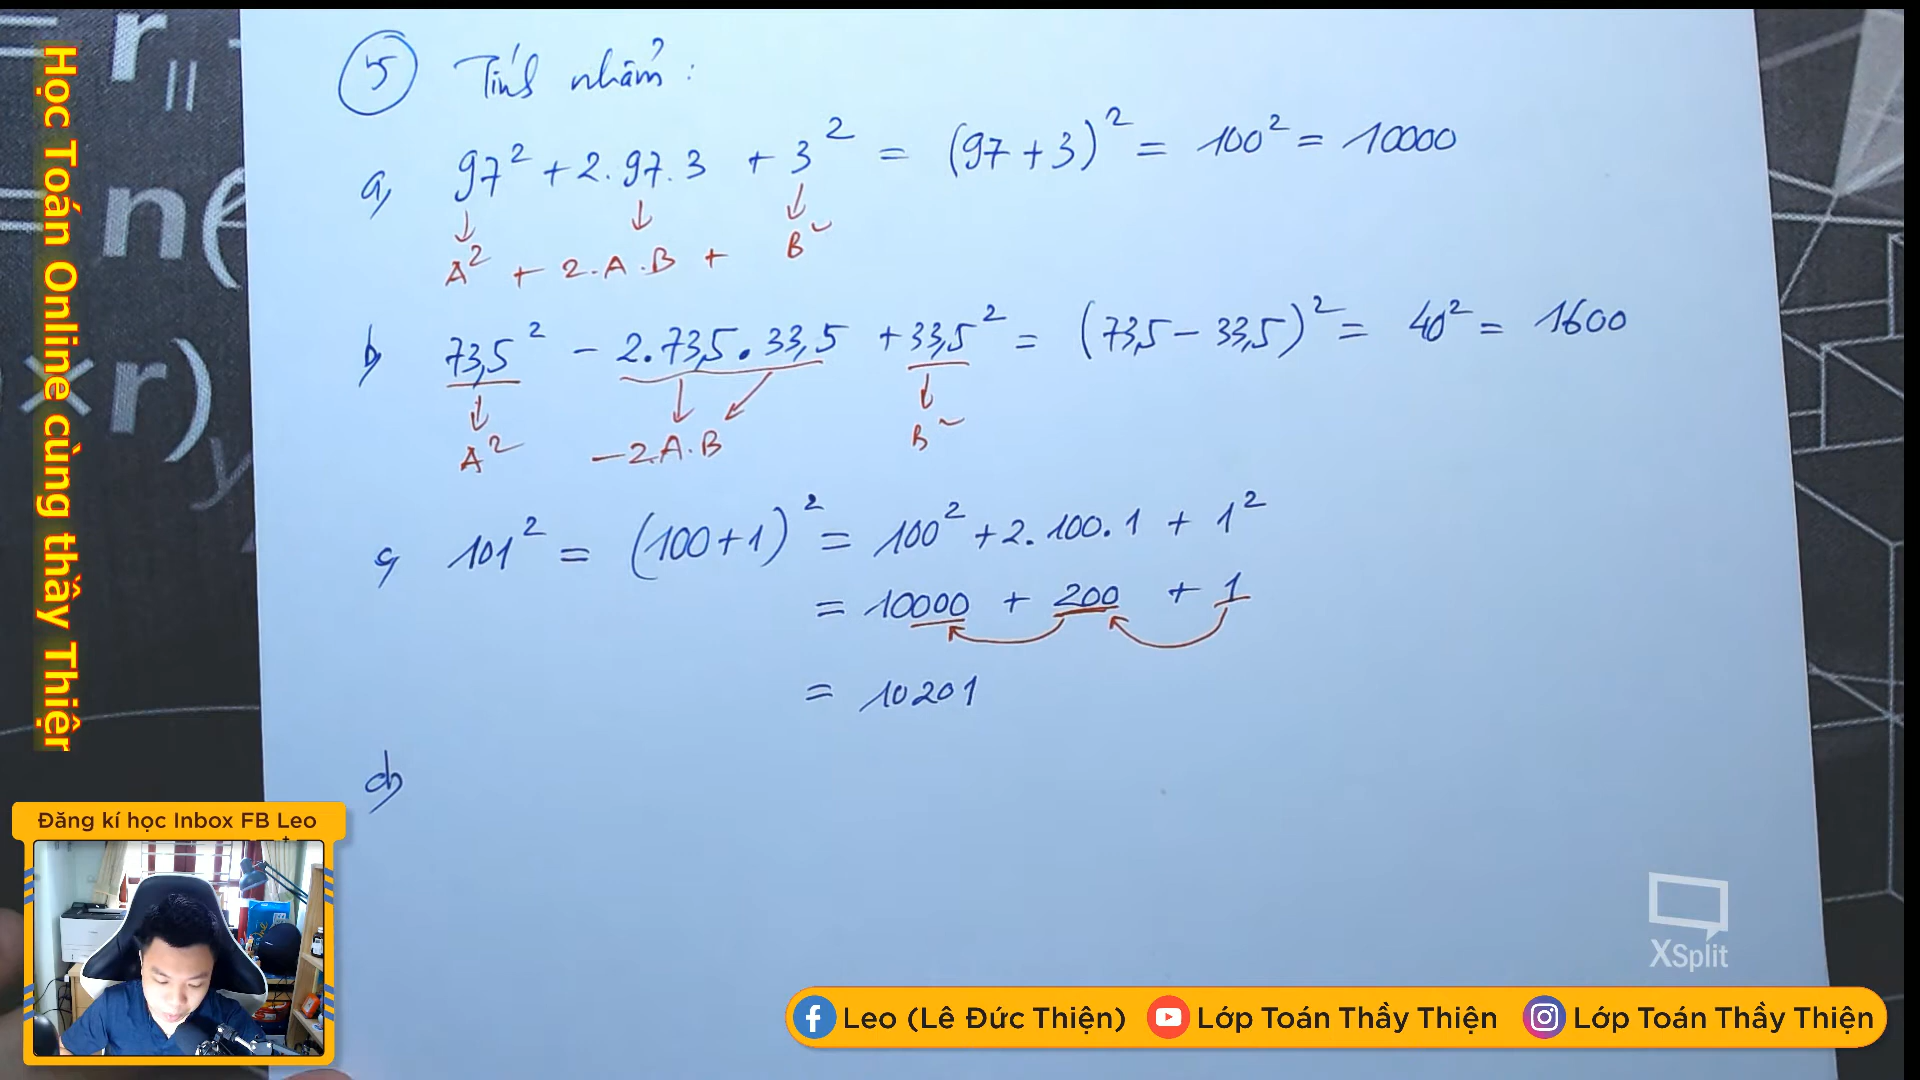 Học Toán Online cùng thầy Thiện
5 Tính nhẩm:
a, 97² + 2.97.3 + 3² = (97+3)² = 100² = 10000
A² + 2.A.B + B²
b, 73,5² - 2.73,5.33,5 + 33,5² = (73,5 - 33,5)² = 40² = 1600
A² -2.A.B B²
c, 101² = (100+1)² = 100² + 2.100.1 + 1²
= 10000 + 200 + 1
= 10201
d,
Đăng kí học Inbox FB Leo
XSplit
Leo (Lê Đức Thiện) Lớp Toán Thầy Thiện Lớp Toán Thầy Thiện